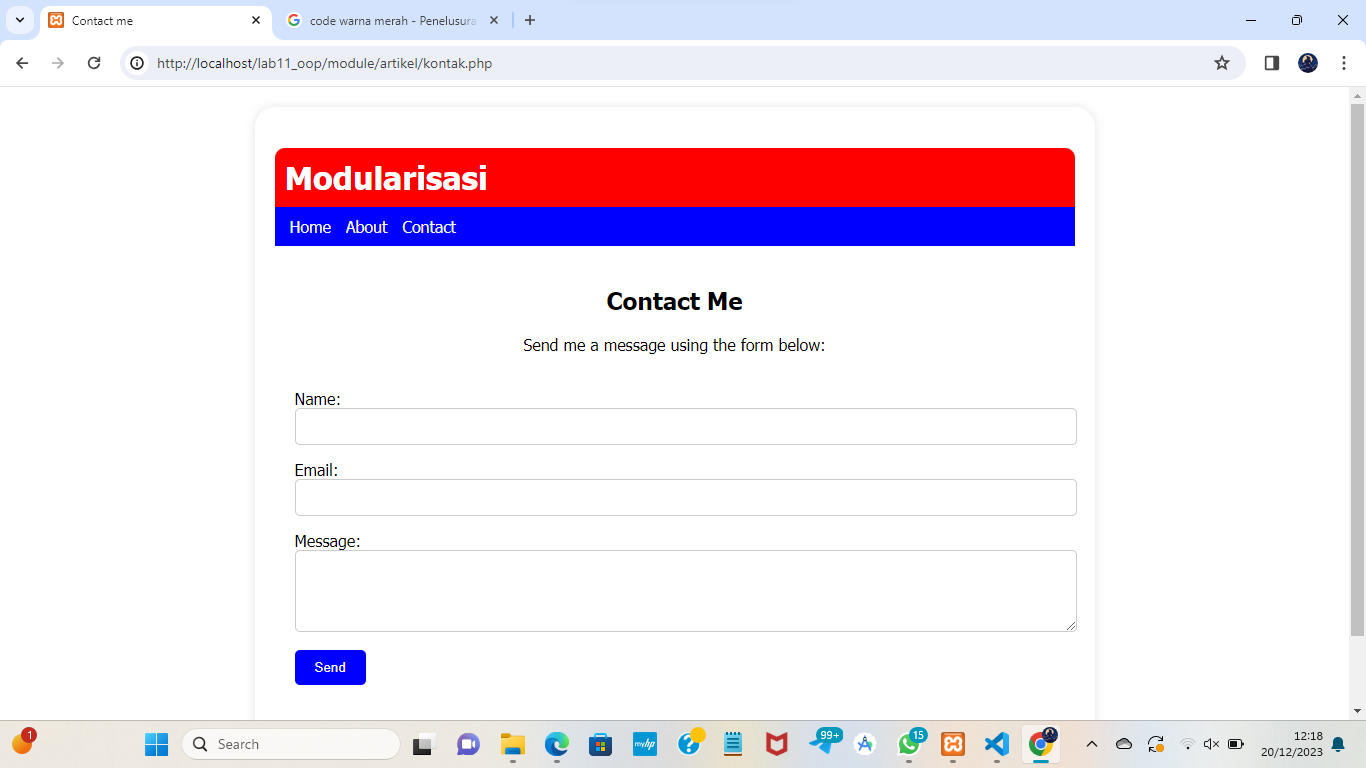 Contact me
code warna merah - Penelusura
http://localhost/lab11_oop/module/artikel/kontak.php
Modularisasi
Home About Contact
Contact Me
Send me a message using the form below:
Name:
Email:
Message:
Send
1
Search
myhp
99+
15
12:18
20/12/2023